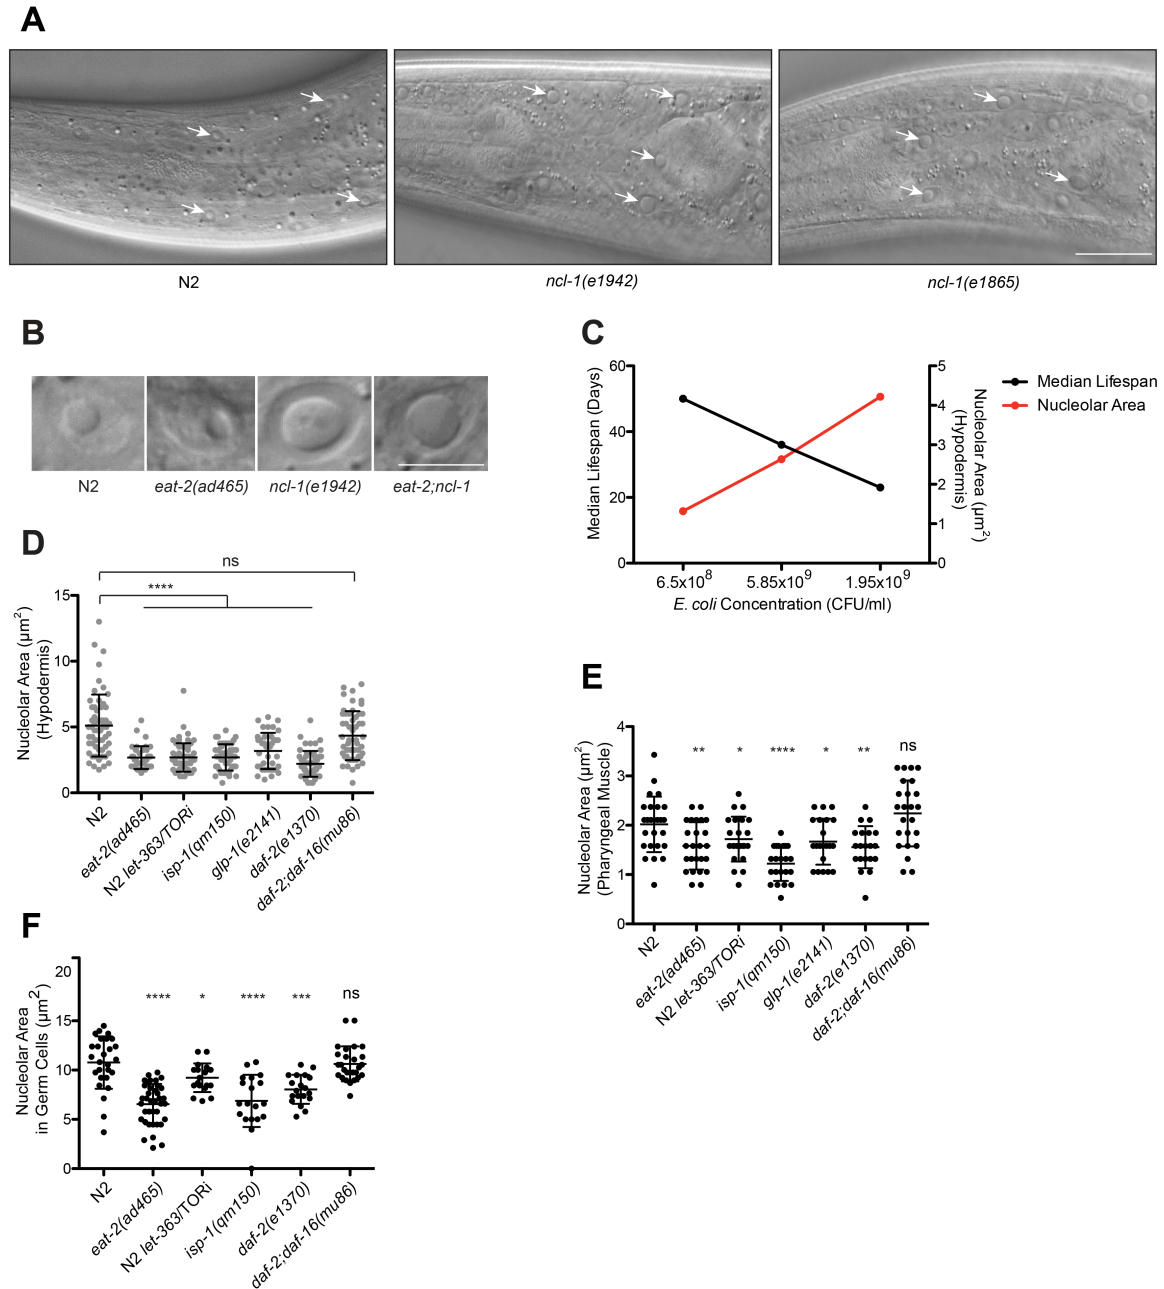 A
N2
ncl-1(e1942)
ncl-1(e1865)
B
N2
eat-2(ad465)
ncl-1(e1942)
eat-2;ncl-1
C
Median Lifespan (Days)
60
40
20
0
5
4
3
2
1
0
Nucleolar Area (μm²)
(Hypodermis)
Median Lifespan
Nucleolar Area
6.5x10⁸
5.85x10⁹
1.95x10⁹
E. coli Concentration (CFU/ml)
D
ns
****
Nucleolar Area (μm²)
(Hypodermis)
15
10
5
0
N2
eat-2(ad465)
N2 let-363/TORi
isp-1(qm150)
glp-1(e2141)
daf-2(e1370)
daf-2;daf-16(mu86)
E
Nucleolar Area (μm²)
(Pharyngeal Muscle)
4
3
2
1
0
**
*
****
*
**
ns
N2
eat-2(ad465)
N2 let-363/TORi
isp-1(qm150)
glp-1(e2141)
daf-2(e1370)
daf-2;daf-16(mu86)
F
Nucleolar Area
in Germ Cells (μm²)
20
15
10
5
0
****
*
****
***
ns
N2
eat-2(ad465)
N2 let-363/TORi
isp-1(qm150)
daf-2(e1370)
daf-2;daf-16(mu86)